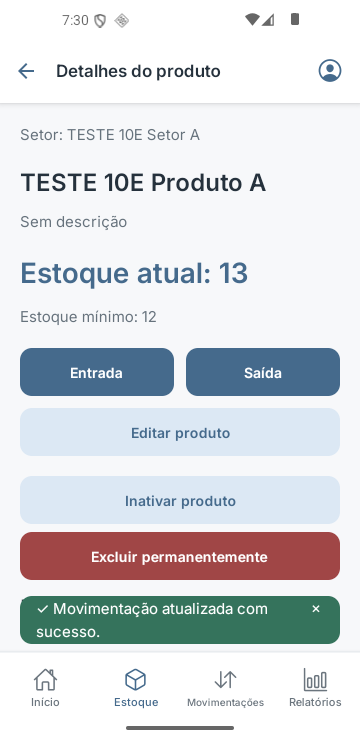 7:30
Detalhes do produto
Setor: TESTE 10E Setor A
TESTE 10E Produto A
Sem descrição
Estoque atual: 13
Estoque mínimo: 12
Entrada
Saída
Editar produto
Inativar produto
Excluir permanentemente
✓ Movimentação atualizada com
sucesso.
×
Início
Estoque
Movimentações
Relatórios